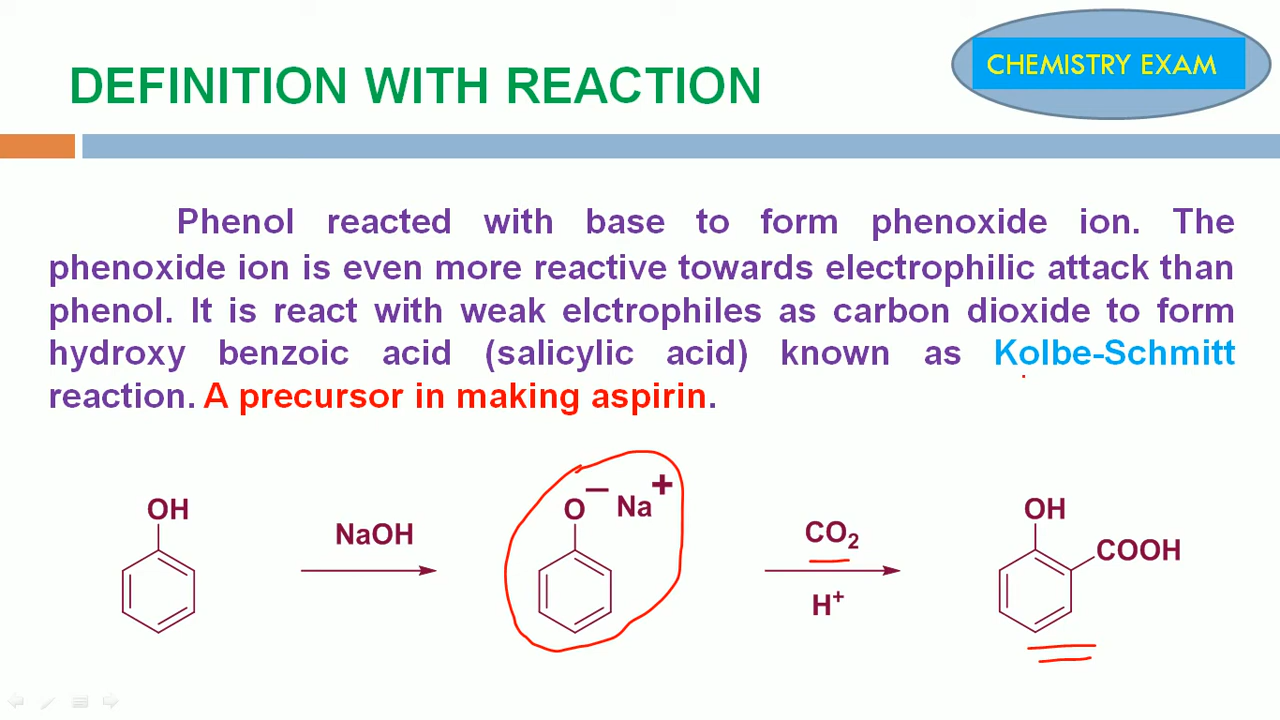 CHEMISTRY EXAM
DEFINITION WITH REACTION
Phenol reacted with base to form phenoxide ion. The
phenoxide ion is even more reactive towards electrophilic attack than
phenol. It is react with weak elctrophiles as carbon dioxide to form
hydroxy benzoic acid (salicylic acid) known as Kolbe-Schmitt
reaction. A precursor in making aspirin.
OH
NaOH
O− Na+
CO2
H+
OH
COOH